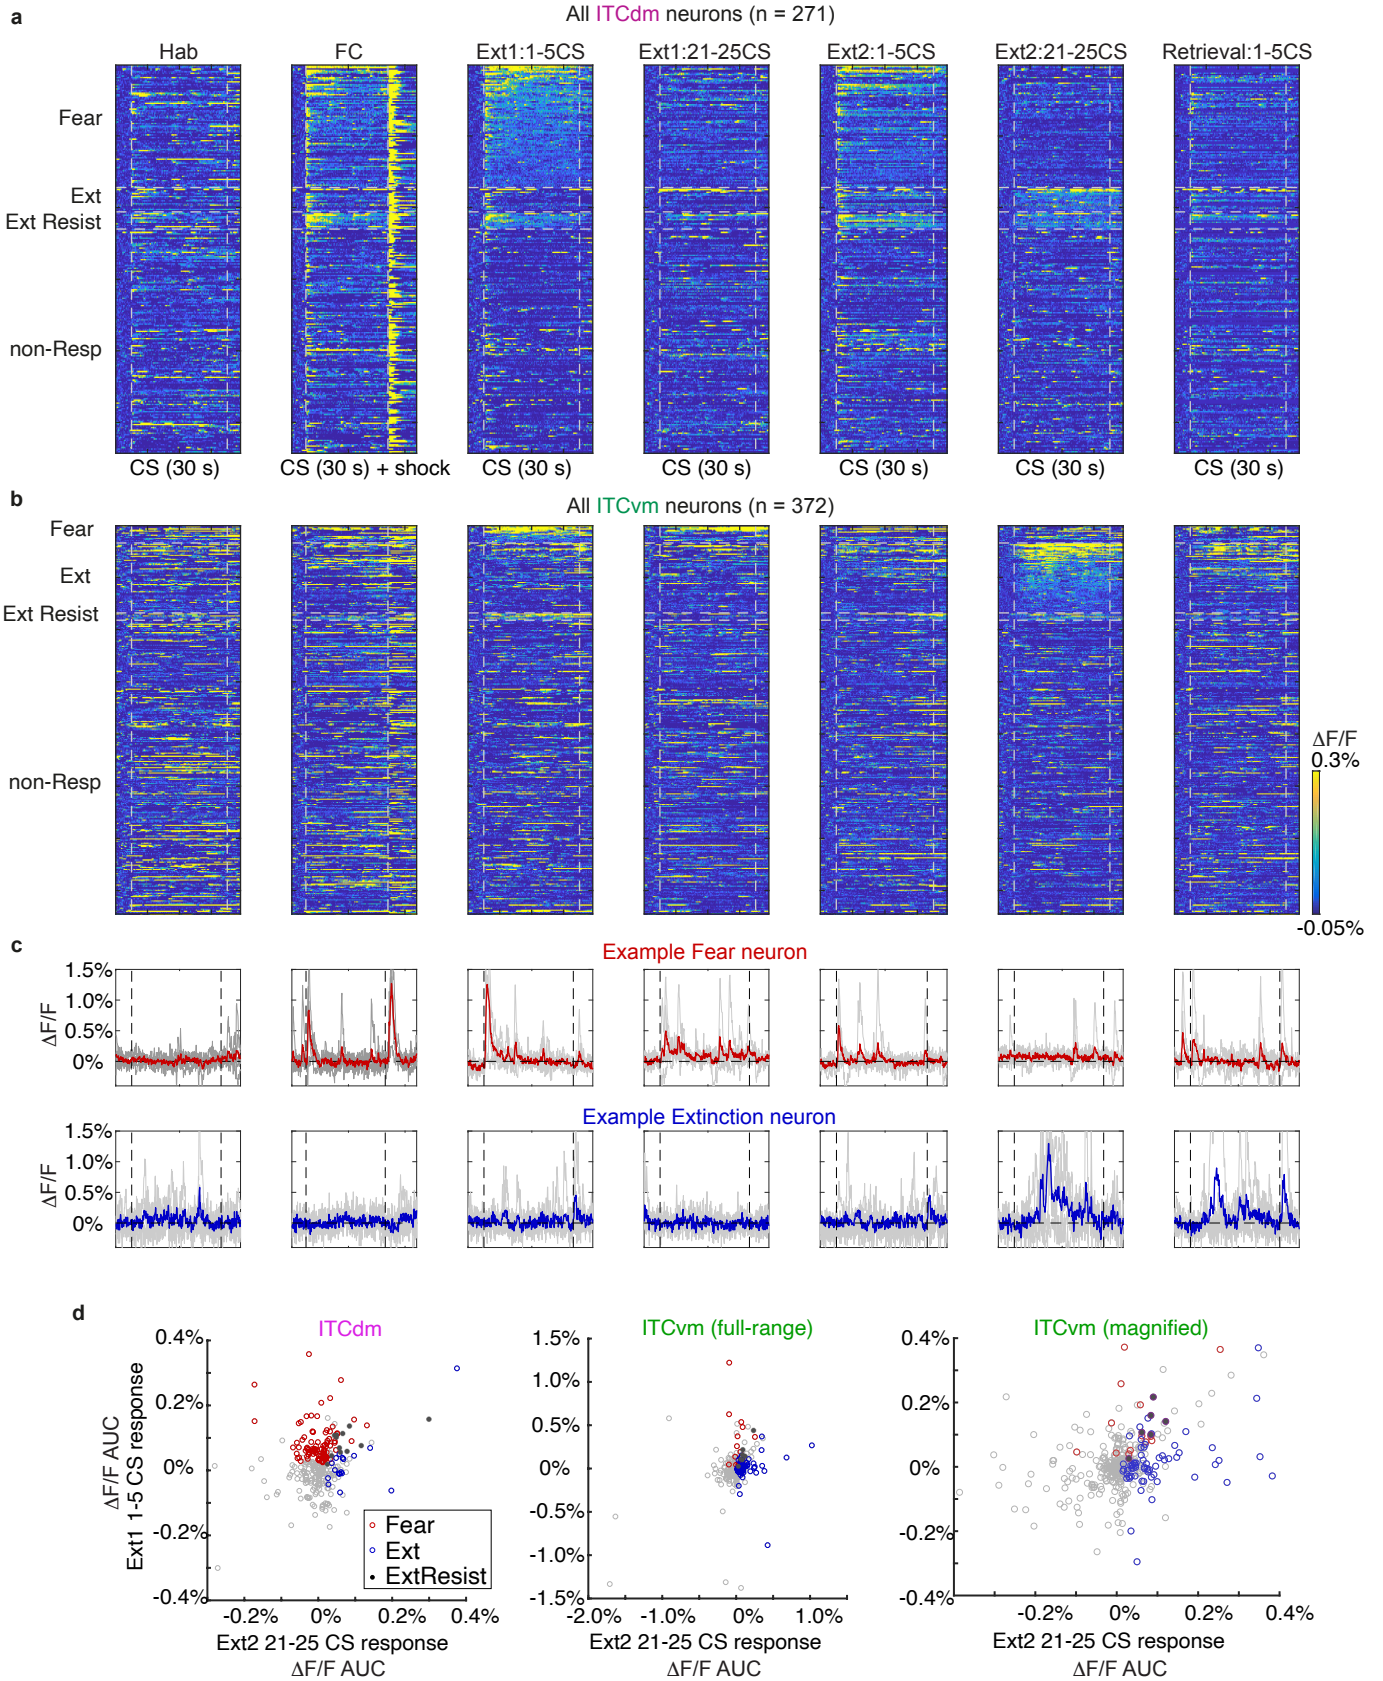 a
All ITCdm neurons (n = 271)
Hab FC Ext1:1-5CS Ext1:21-25CS Ext2:1-5CS Ext2:21-25CS Retrieval:1-5CS
Fear
Ext
Ext Resist
non-Resp
CS (30 s) CS (30 s) + shock CS (30 s) CS (30 s) CS (30 s) CS (30 s) CS (30 s)
b
All ITCvm neurons (n = 372)
Fear
Ext
Ext Resist
non-Resp
ΔF/F
0.3%
-0.05%
c
Example Fear neuron
1.5%
1.0%
0.5%
0%
ΔF/F
Example Extinction neuron
1.5%
1.0%
0.5%
0%
ΔF/F
d
ITCdm
0.4%
0.2%
0%
-0.2%
-0.4%
ΔF/F AUC
Ext1 1-5 CS response
Fear
Ext
ExtResist
-0.2% 0% 0.2% 0.4%
Ext2 21-25 CS response
ΔF/F AUC
ITCvm (full-range)
1.5%
1.0%
0.5%
0%
-0.5%
-1.0%
-1.5%
-2.0% -1.0% 0% 1.0%
Ext2 21-25 CS response
ΔF/F AUC
ITCvm (magnified)
0.4%
0.2%
0%
-0.2%
-0.4%
-0.2% 0% 0.2% 0.4%
Ext2 21-25 CS response
ΔF/F AUC